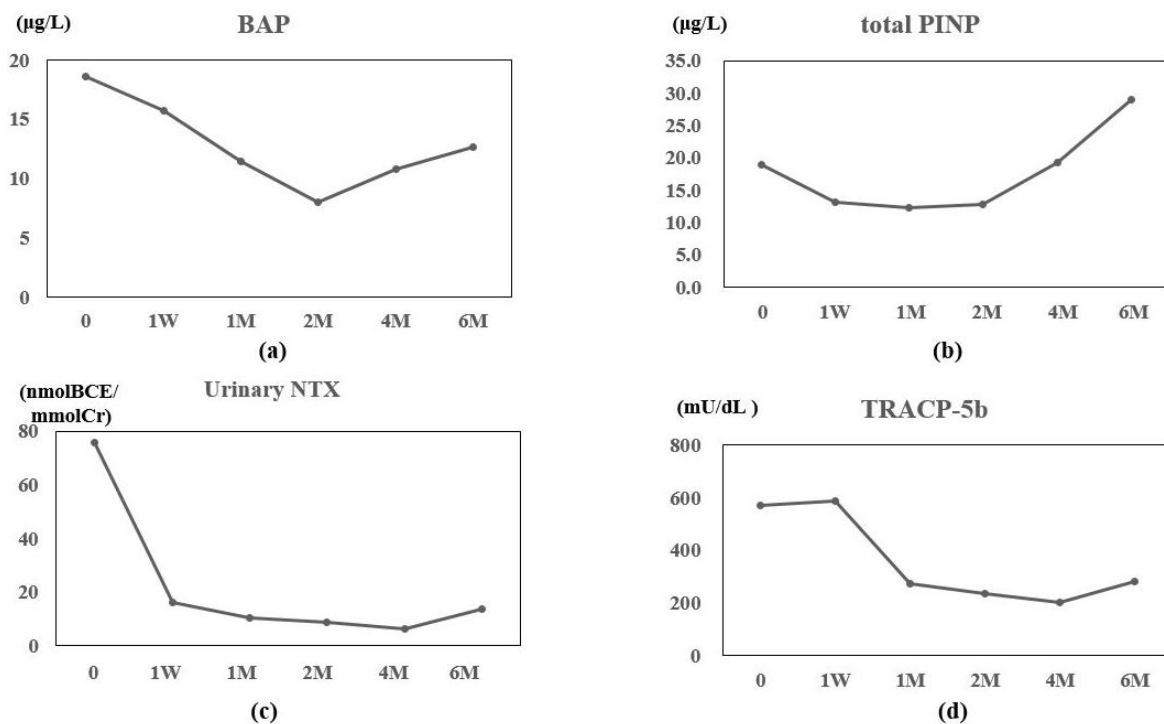 (µg/L)
BAP
20
15
10
5
0
0 1W 1M 2M 4M 6M
(a)
(µg/L)
total PINP
35.0
30.0
25.0
20.0
15.0
10.0
5.0
0.0
0 1W 1M 2M 4M 6M
(b)
(nmolBCE/
mmolCr)
Urinary NTX
80
60
40
20
0
0 1W 1M 2M 4M 6M
(c)
(mU/dL )
TRACP-5b
800
600
400
200
0
0 1W 1M 2M 4M 6M
(d)